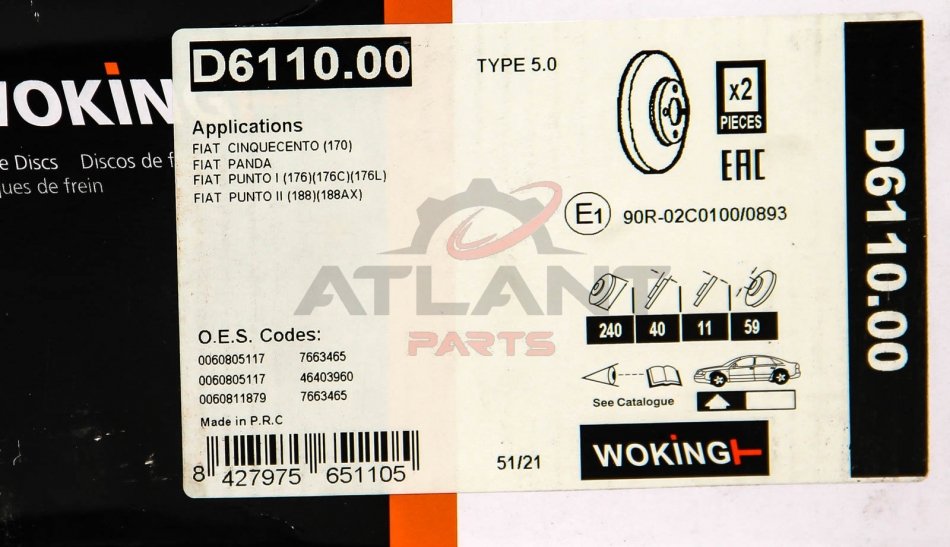 WOKING
D6110.00
TYPE 5.0
x2
PIECES
Applications
FIAT CINQUECENTO (170)
FIAT PANDA
FIAT PUNTO I (176)(176C)(176L)
FIAT PUNTO II (188)(188AX)
Discs Discos de
de frein
EAC
E1 90R-02C0100/0893
ATLANT
PARTS
240 40 11 59
O.E.S. Codes:
0060805117 7663465
0060805117 46403960
0060811879 7663465
See Catalogue
Made in P.R.C
8 427975 651105
51/21
WOKING
D6110.00